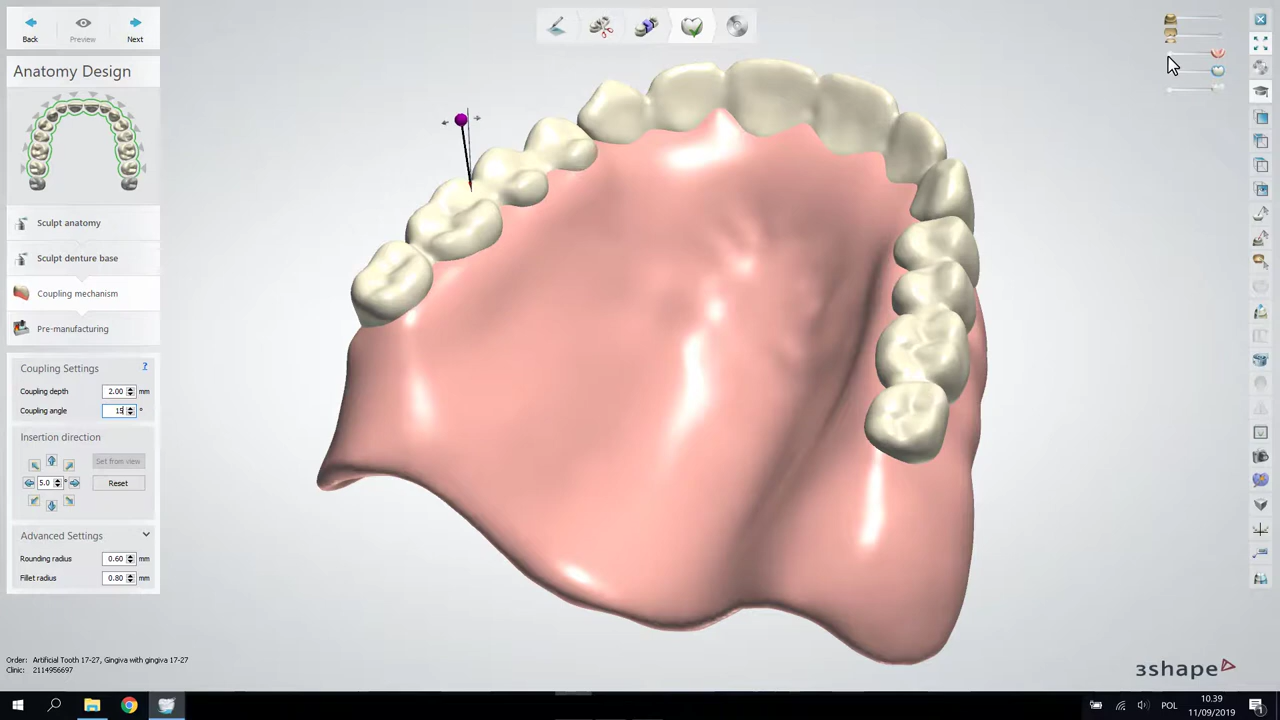 Back
Preview
Next
Anatomy Design
Sculpt anatomy
Sculpt denture base
Coupling mechanism
Pre-manufacturing
Coupling Settings ?
Coupling depth 2.00 mm
Coupling angle 15 °
Insertion direction
Set from view
5.0 °
Reset
Advanced Settings
Rounding radius 0.60 mm
Fillet radius 0.80 mm
Order: Artificial Tooth 17-27, Gingiva with gingiva 17-27
Clinic: 2114956697
3shape
POL
10.39
11/09/2019
1